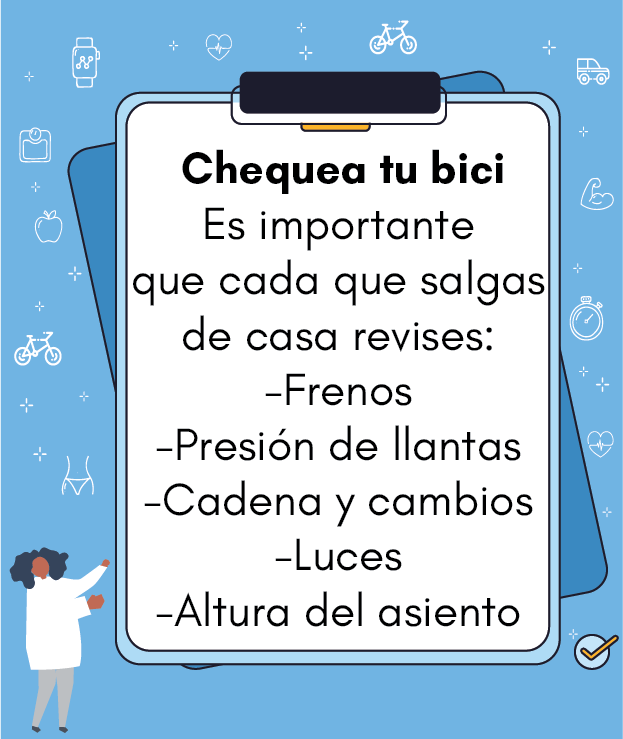 Chequea tu bici
Es importante
que cada que salgas
de casa revises:
-Frenos
-Presión de llantas
-Cadena y cambios
-Luces
-Altura del asiento